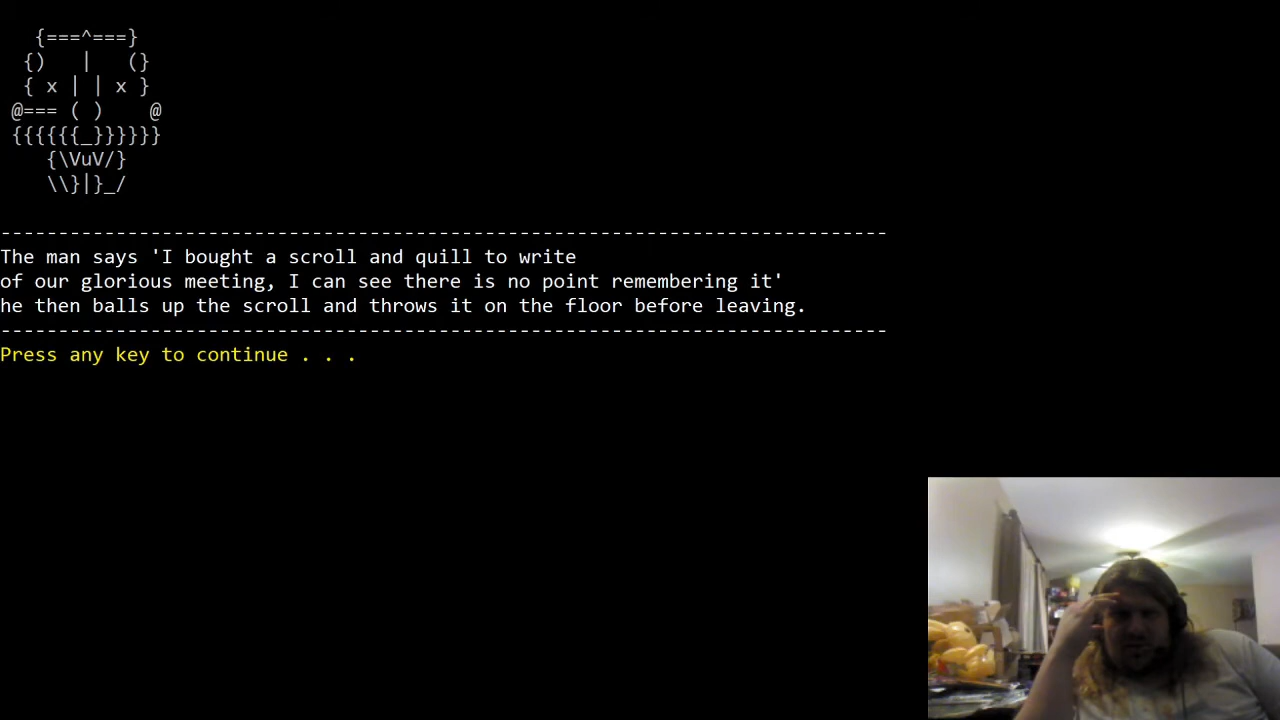 {===^===}
{)   |   (}
{ x | | x }
@=== ( )    @
{{{{{{_}}}}}}
{\VuV/}
\\}|}_/
-----------------------------------------------------------------------------
The man says 'I bought a scroll and quill to write
of our glorious meeting, I can see there is no point remembering it'
he then balls up the scroll and throws it on the floor before leaving.
-----------------------------------------------------------------------------
Press any key to continue . . .